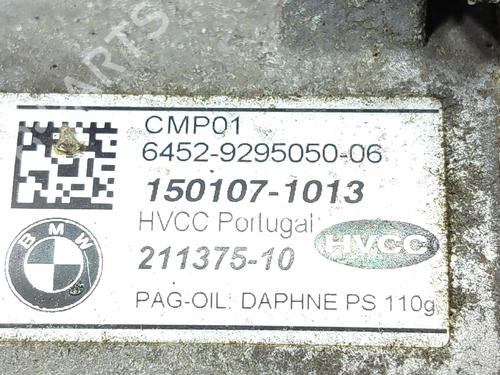 CMP01
6452-9295050-06
150107-1013
HVCC Portugal
HVCC
211375-10
BMW
PAG-OIL: DAPHNE PS 110g